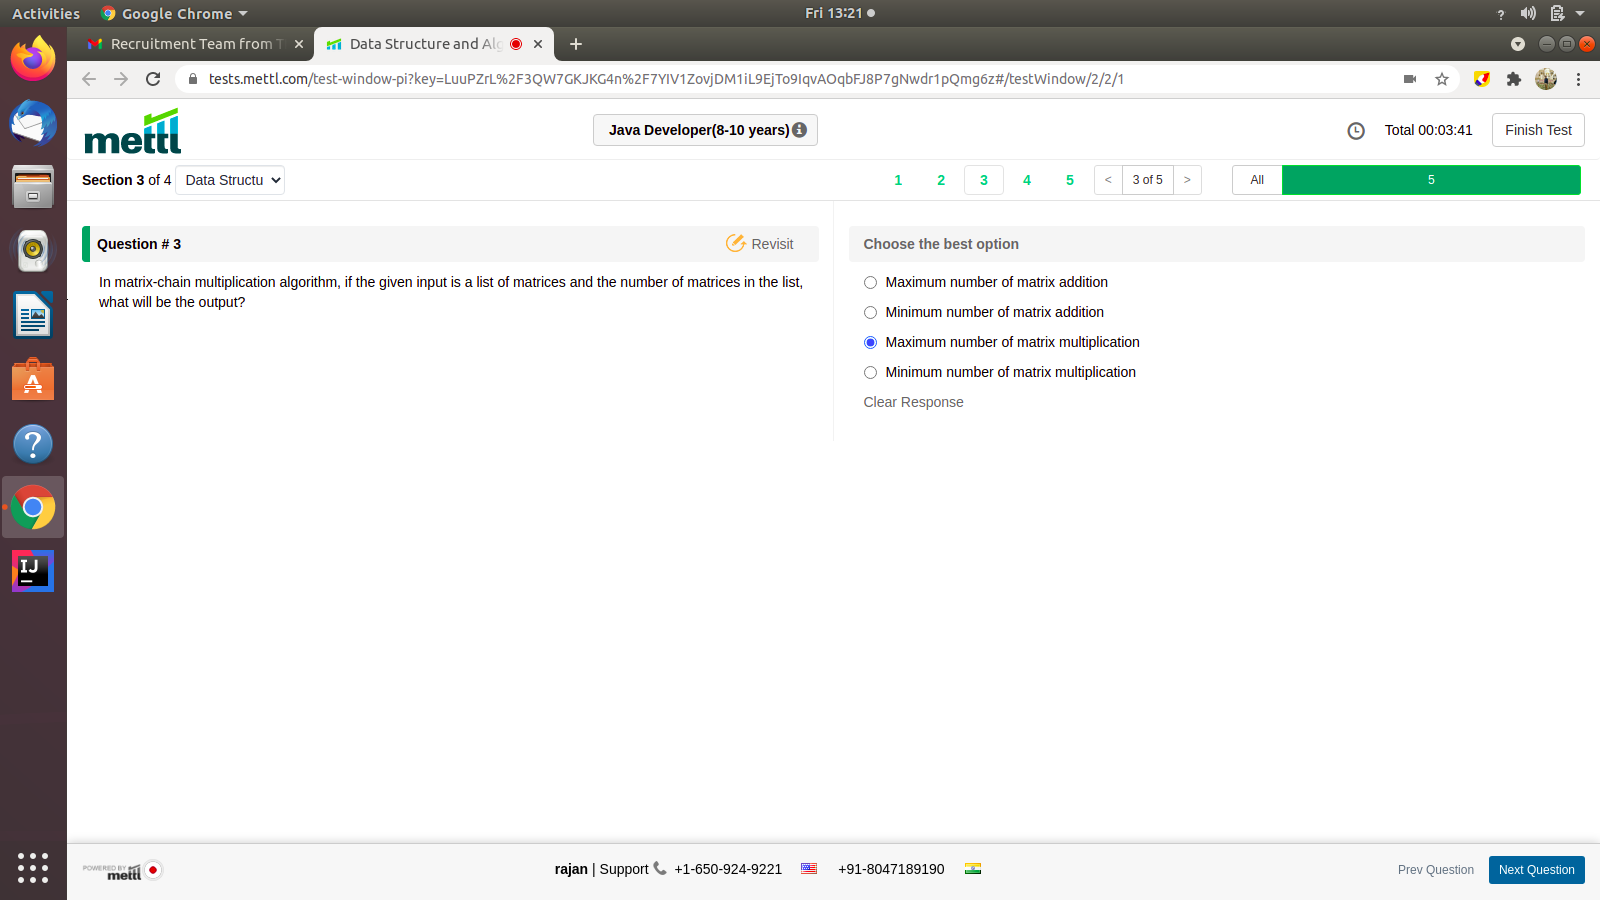 Activities
Google Chrome
Fri 13:21
Recruitment Team from T
Data Structure and Alg
tests.mettl.com/test-window-pi?key=LuuPZrL%2F3QW7GKJKG4n%2F7YIV1ZovjDM1iL9EjTo9IqvAOqbFJ8P7gNwdr1pQmg6z#/testWindow/2/2/1
mettl
Java Developer(8-10 years)
Total 00:03:41
Finish Test
Section 3 of 4
Data Structu
1 2 3 4 5
< 3 of 5 >
All
5
Question # 3
Revisit
In matrix-chain multiplication algorithm, if the given input is a list of matrices and the number of matrices in the list,
what will be the output?
Choose the best option
Maximum number of matrix addition
Minimum number of matrix addition
Maximum number of matrix multiplication
Minimum number of matrix multiplication
Clear Response
IJ
POWERED BY
mettl
rajan | Support +1-650-924-9221 +91-8047189190
Prev Question
Next Question